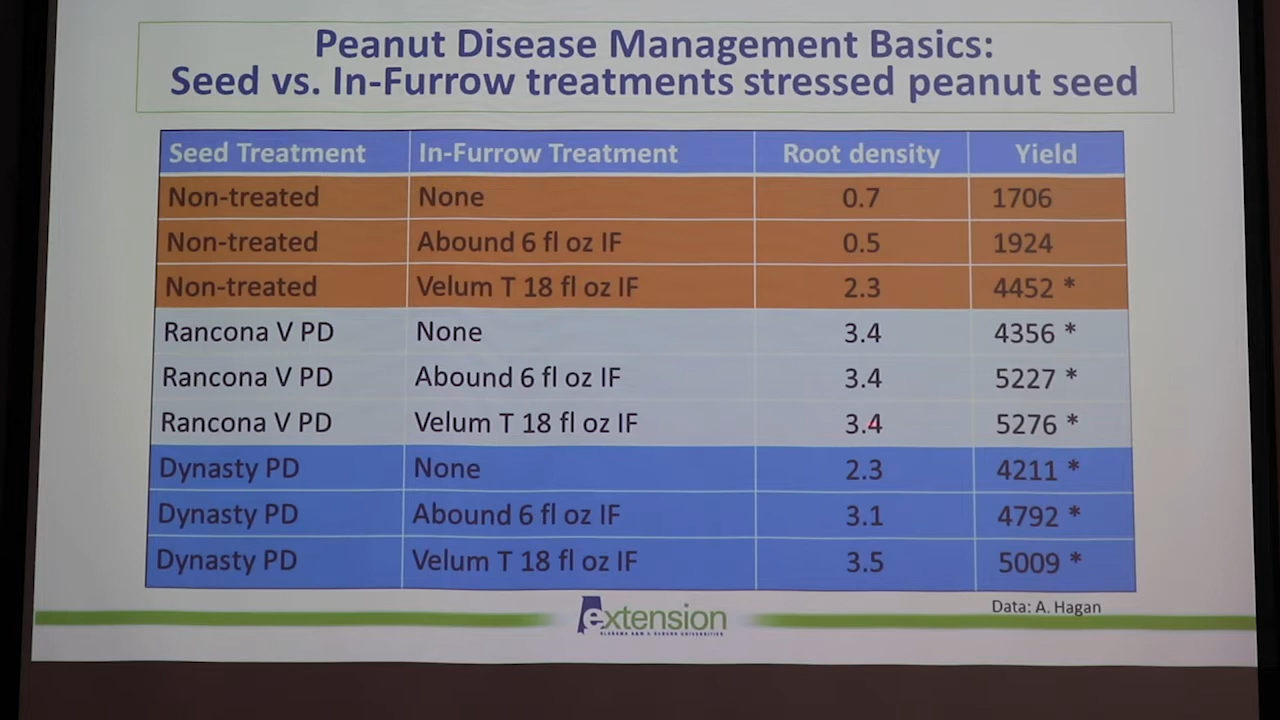 Peanut Disease Management Basics:
Seed vs. In-Furrow treatments stressed peanut seed
Seed Treatment In-Furrow Treatment Root density Yield
Non-treated None 0.7 1706
Non-treated Abound 6 fl oz IF 0.5 1924
Non-treated Velum T 18 fl oz IF 2.3 4452 *
Rancona V PD None 3.4 4356 *
Rancona V PD Abound 6 fl oz IF 3.4 5227 *
Rancona V PD Velum T 18 fl oz IF 3.4 5276 *
Dynasty PD None 2.3 4211 *
Dynasty PD Abound 6 fl oz IF 3.1 4792 *
Dynasty PD Velum T 18 fl oz IF 3.5 5009 *
Data: A. Hagan
extension
ALABAMA A&M & AUBURN UNIVERSITIES